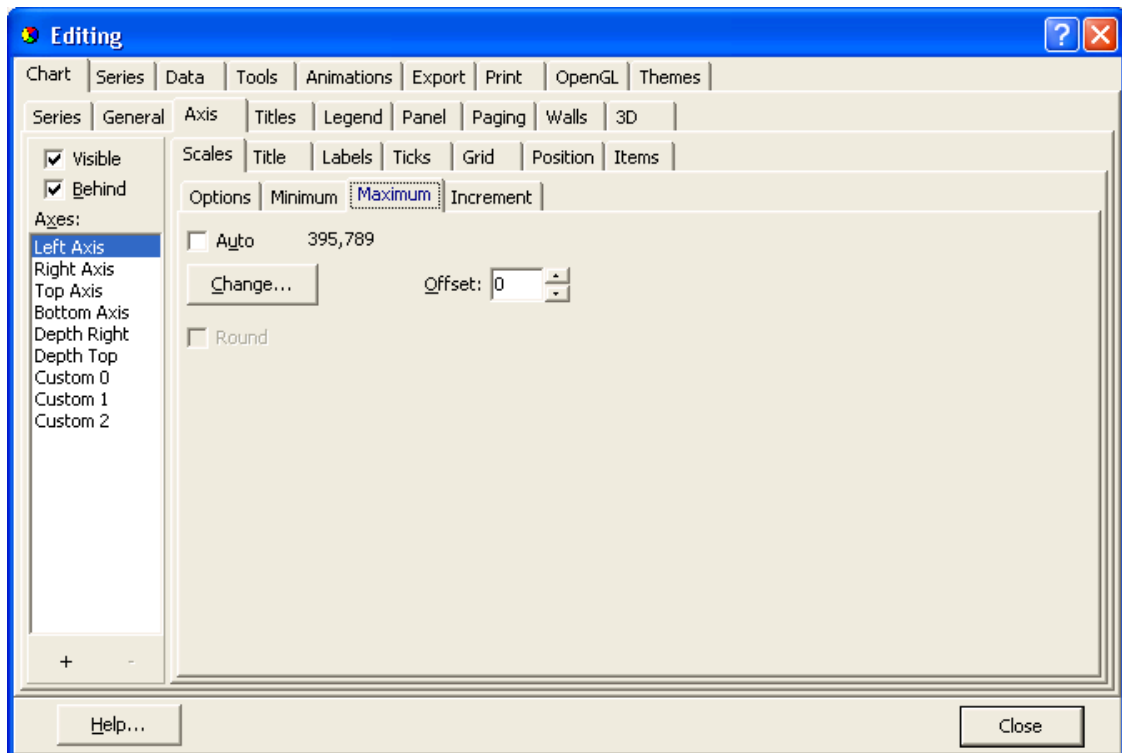 Editing
Chart Series Data Tools Animations Export Print OpenGL Themes
Series General Axis Titles Legend Panel Paging Walls 3D
Visible
Behind
Axes:
Left Axis
Right Axis
Top Axis
Bottom Axis
Depth Right
Depth Top
Custom 0
Custom 1
Custom 2
+ -
Scales Title Labels Ticks Grid Position Items
Options Minimum Maximum Increment
Auto 395,789
Change... Offset: 0
Round
Help... Close